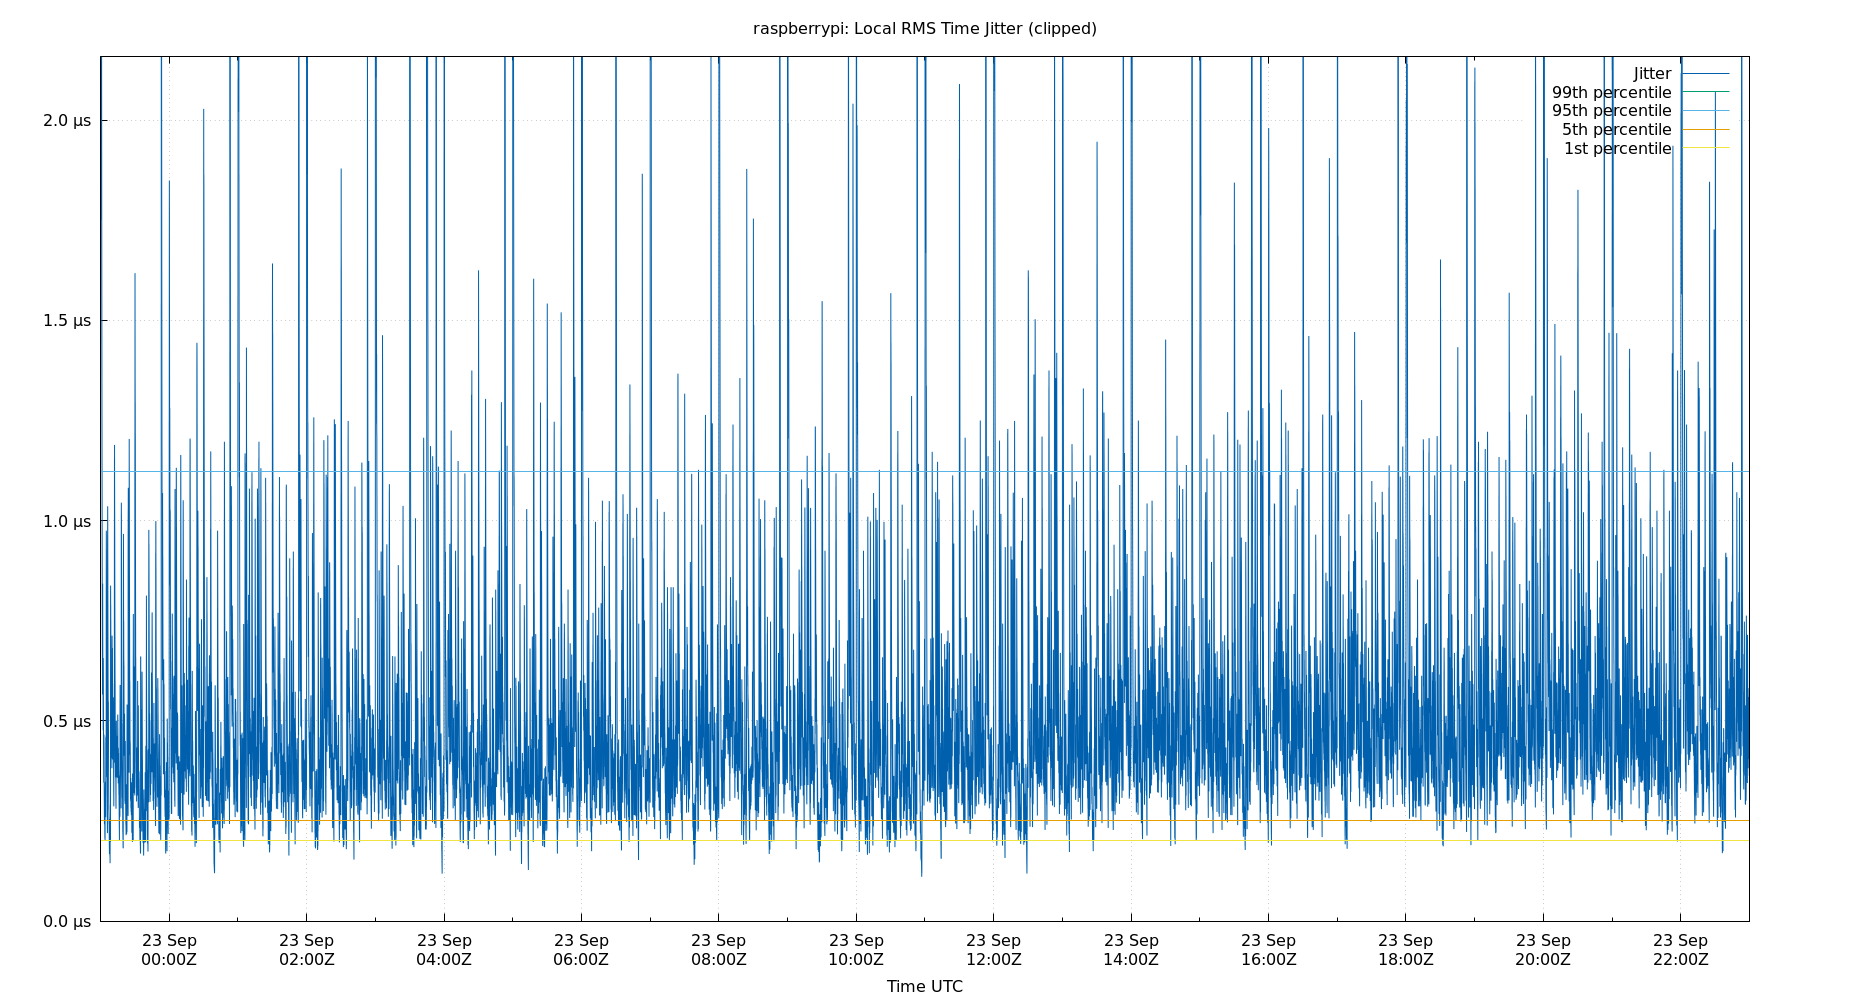 raspberrypi: Local RMS Time Jitter (clipped)
Jitter
99th percentile
95th percentile
5th percentile
1st percentile
2.0 µs
1.5 µs
1.0 µs
0.5 µs
0.0 µs
23 Sep 23 Sep 23 Sep 23 Sep 23 Sep 23 Sep 23 Sep 23 Sep 23 Sep 23 Sep 23 Sep 23 Sep
00:00Z 02:00Z 04:00Z 06:00Z 08:00Z 10:00Z 12:00Z 14:00Z 16:00Z 18:00Z 20:00Z 22:00Z
Time UTC